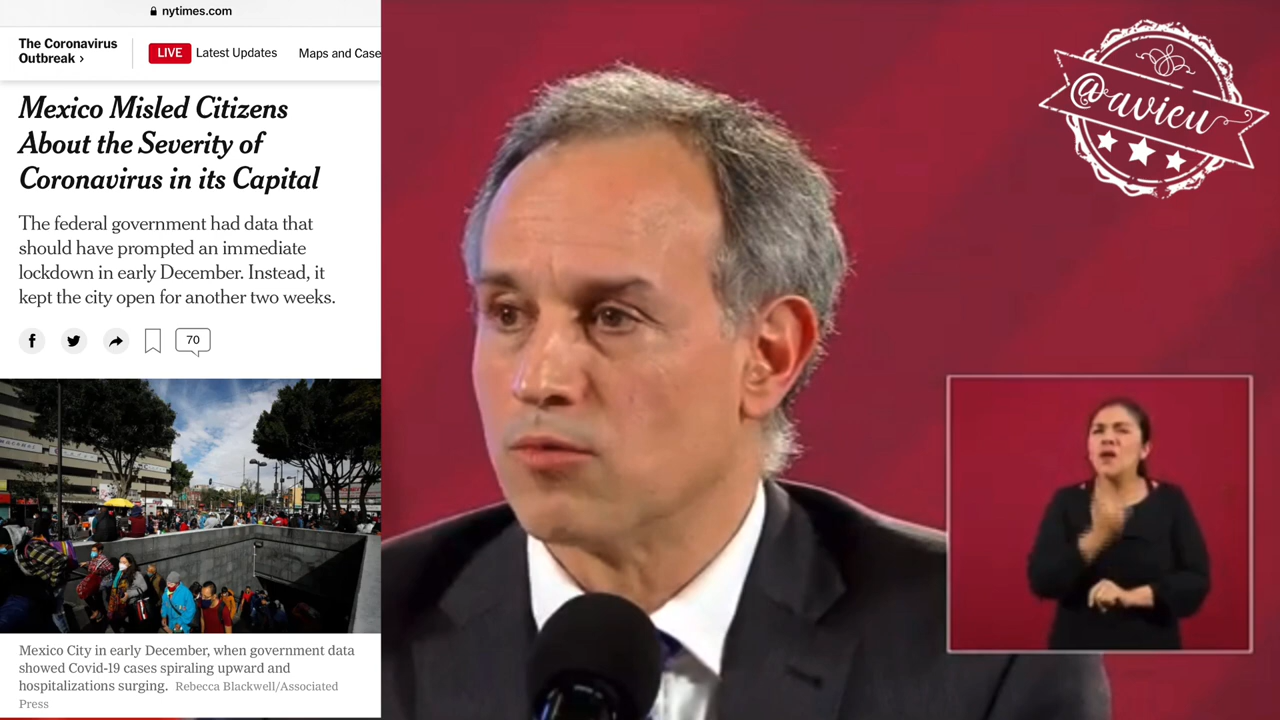 nytimes.com
The Coronavirus
Outbreak ›
LIVE Latest Updates Maps and Case
Mexico Misled Citizens
About the Severity of
Coronavirus in its Capital
The federal government had data that
should have prompted an immediate
lockdown in early December. Instead, it
kept the city open for another two weeks.
70
Mexico City in early December, when government data
showed Covid-19 cases spiraling upward and
hospitalizations surging. Rebecca Blackwell/Associated
Press
@avieu